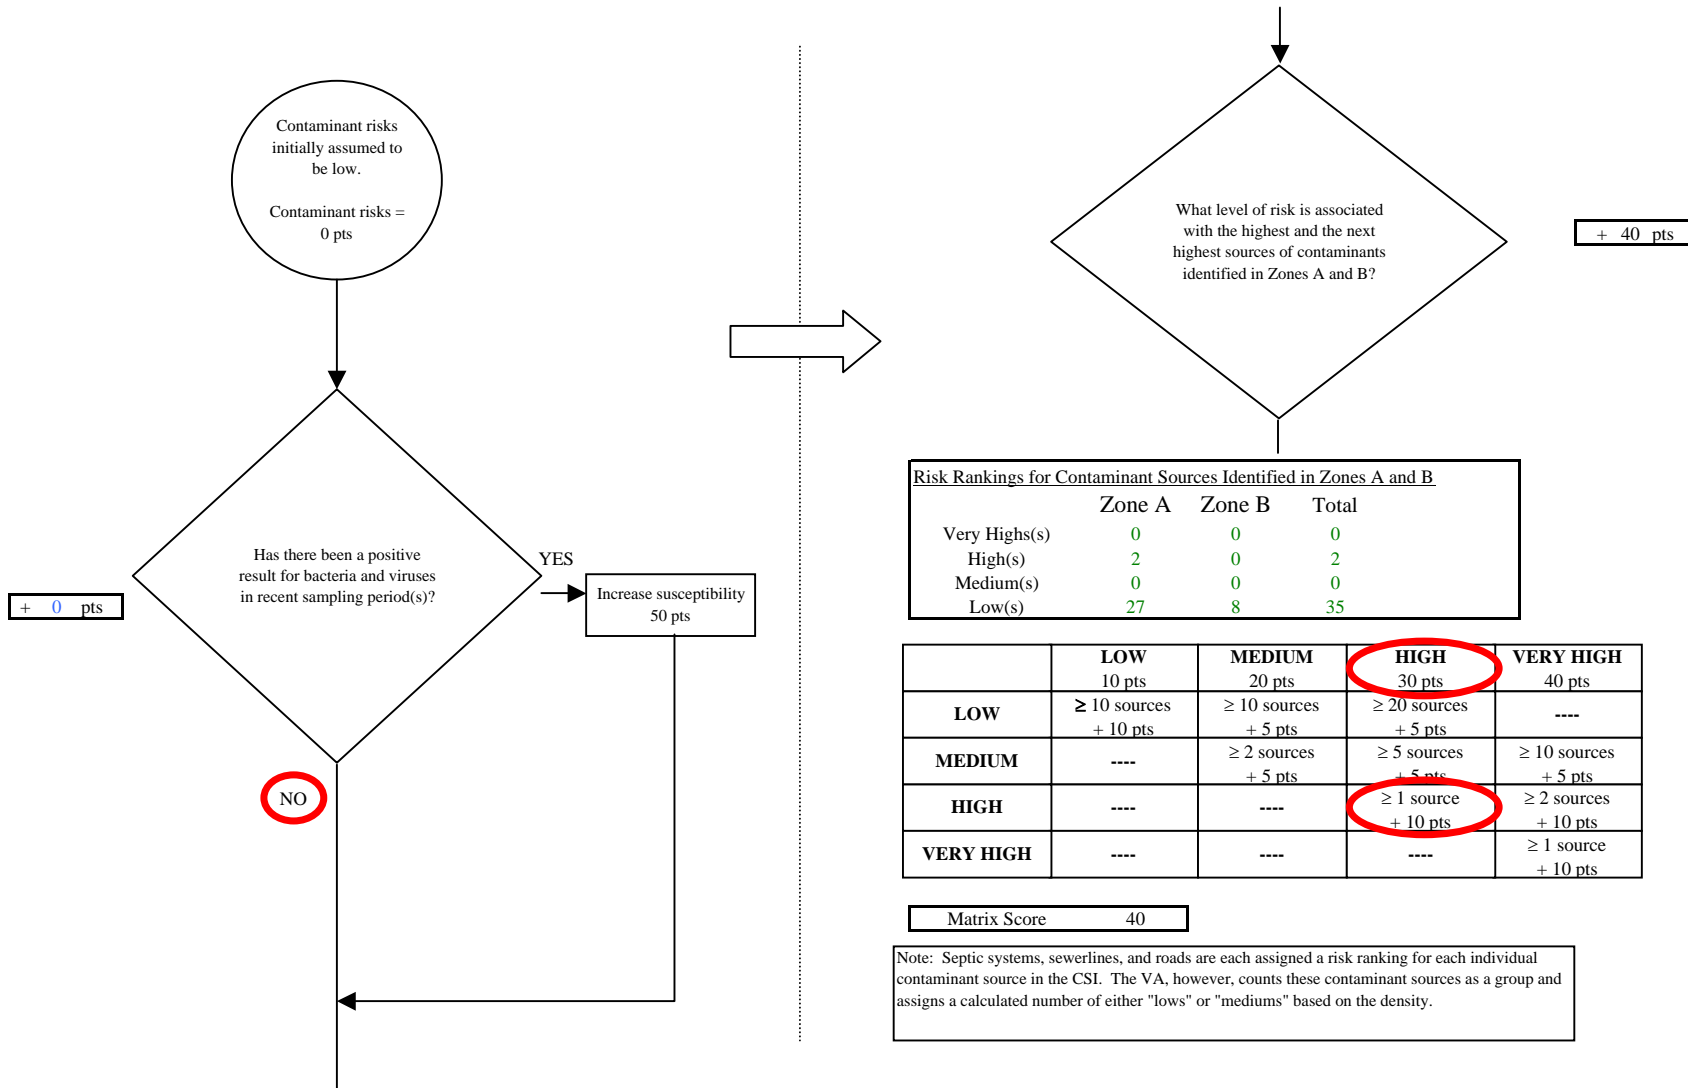 Contaminant risks
initially assumed to
be low.
Contaminant risks =
0 pts
Has there been a positive
result for bacteria and viruses
in recent sampling period(s)?
YES
Increase susceptibility
50 pts
+ 0 pts
NO
What level of risk is associated
with the highest and the next
highest sources of contaminants
identified in Zones A and B?
+ 40 pts
Risk Rankings for Contaminant Sources Identified in Zones A and B
Zone A Zone B Total
Very Highs(s) 0 0 0
High(s) 2 0 2
Medium(s) 0 0 0
Low(s) 27 8 35
LOW MEDIUM HIGH VERY HIGH
10 pts 20 pts 30 pts 40 pts
LOW ≥ 10 sources ≥ 10 sources ≥ 20 sources ----
+ 10 pts + 5 pts + 5 pts
MEDIUM ---- ≥ 2 sources ≥ 5 sources ≥ 10 sources
+ 5 pts + 5 pts + 5 pts
HIGH ---- ---- ≥ 1 source ≥ 2 sources
+ 10 pts + 10 pts
VERY HIGH ---- ---- ---- ≥ 1 source
+ 10 pts
Matrix Score 40
Note: Septic systems, sewerlines, and roads are each assigned a risk ranking for each individual
contaminant source in the CSI. The VA, however, counts these contaminant sources as a group and
assigns a calculated number of either "lows" or "mediums" based on the density.